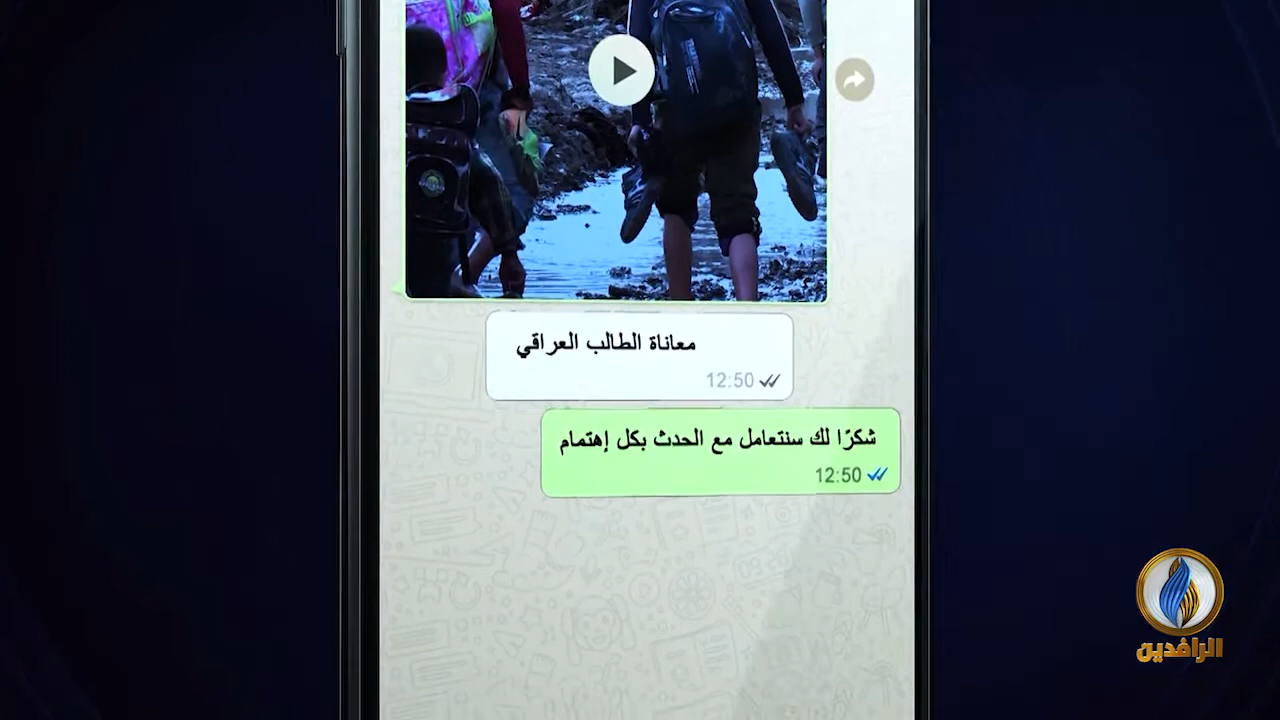 معاناة الطالب العراقي
12:50
شكرًا لك سنتعامل مع الحدث بكل إهتمام
12:50
الرافدين